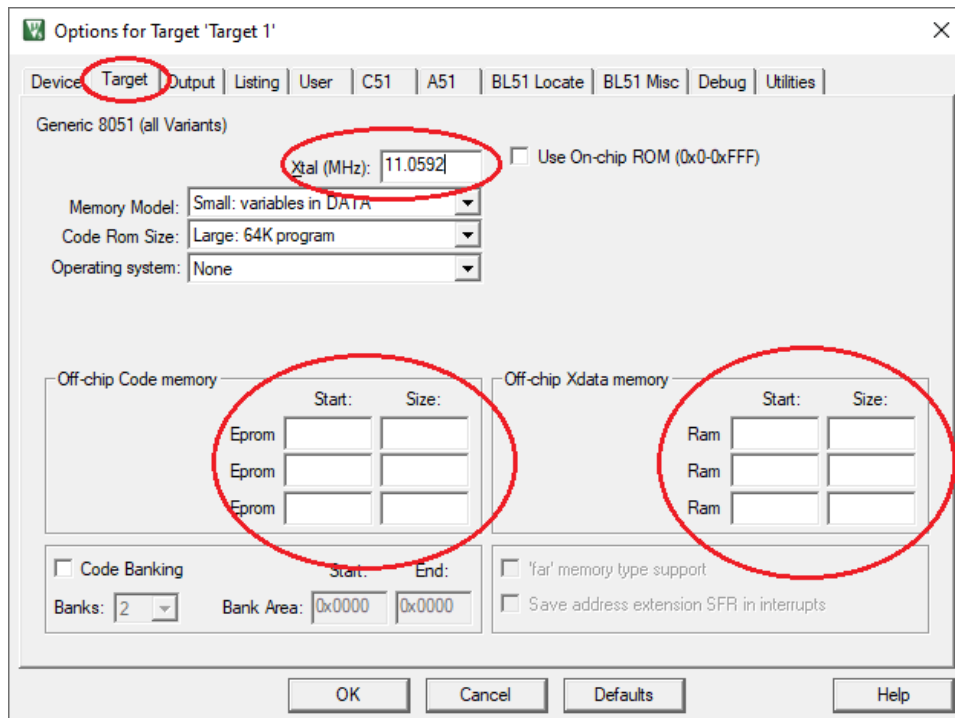 Options for Target 'Target 1'
Device Target Output Listing User C51 A51 BL51 Locate BL51 Misc Debug Utilities
Generic 8051 (all Variants)
Xtal (MHz): 11.0592
Use On-chip ROM (0x0-0xFFF)
Memory Model: Small: variables in DATA
Code Rom Size: Large: 64K program
Operating system: None
Off-chip Code memory
Start: Size:
Eprom
Eprom
Eprom
Off-chip Xdata memory
Start: Size:
Ram
Ram
Ram
Code Banking Start: End:
Banks: 2 Bank Area: 0x0000 0x0000
'far' memory type support
Save address extension SFR in interrupts
OK Cancel Defaults Help